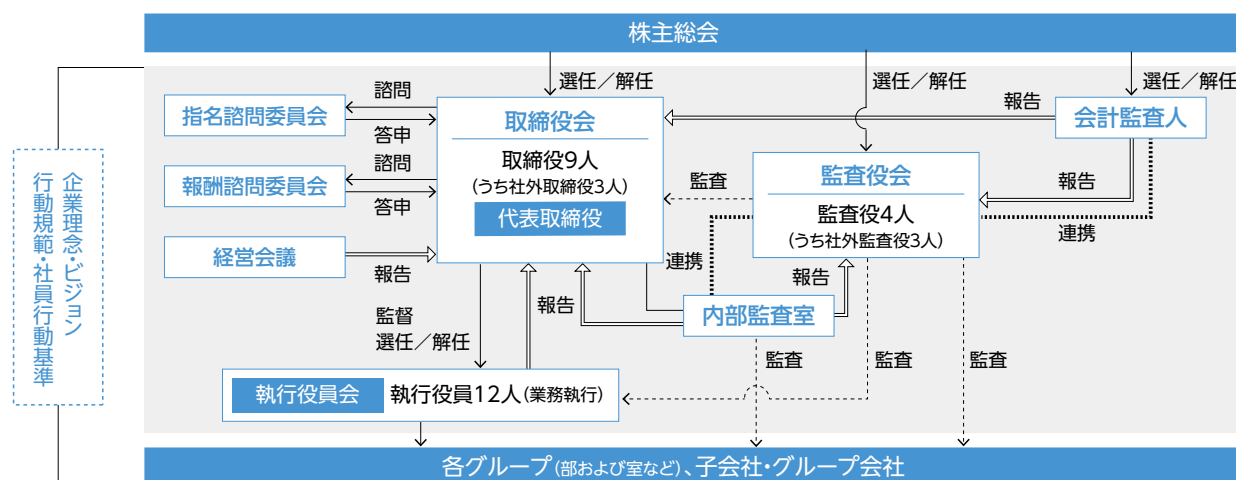 株主総会
選任／解任
選任／解任
選任／解任
諮問
指名諮問委員会
答申
諮問
報酬諮問委員会
答申
経営会議
報告
取締役会
取締役9人
(うち社外取締役3人)
代表取締役
報告
会計監査人
監査
監査役会
監査役4人
(うち社外監査役3人)
報告
連携
連携
報告
内部監査室
報告
監督
選任／解任
監査
監査
監査
執行役員会 執行役員12人(業務執行)
各グループ(部および室など)、子会社・グループ会社
企業理念・ビジョン
行動規範・社員行動基準